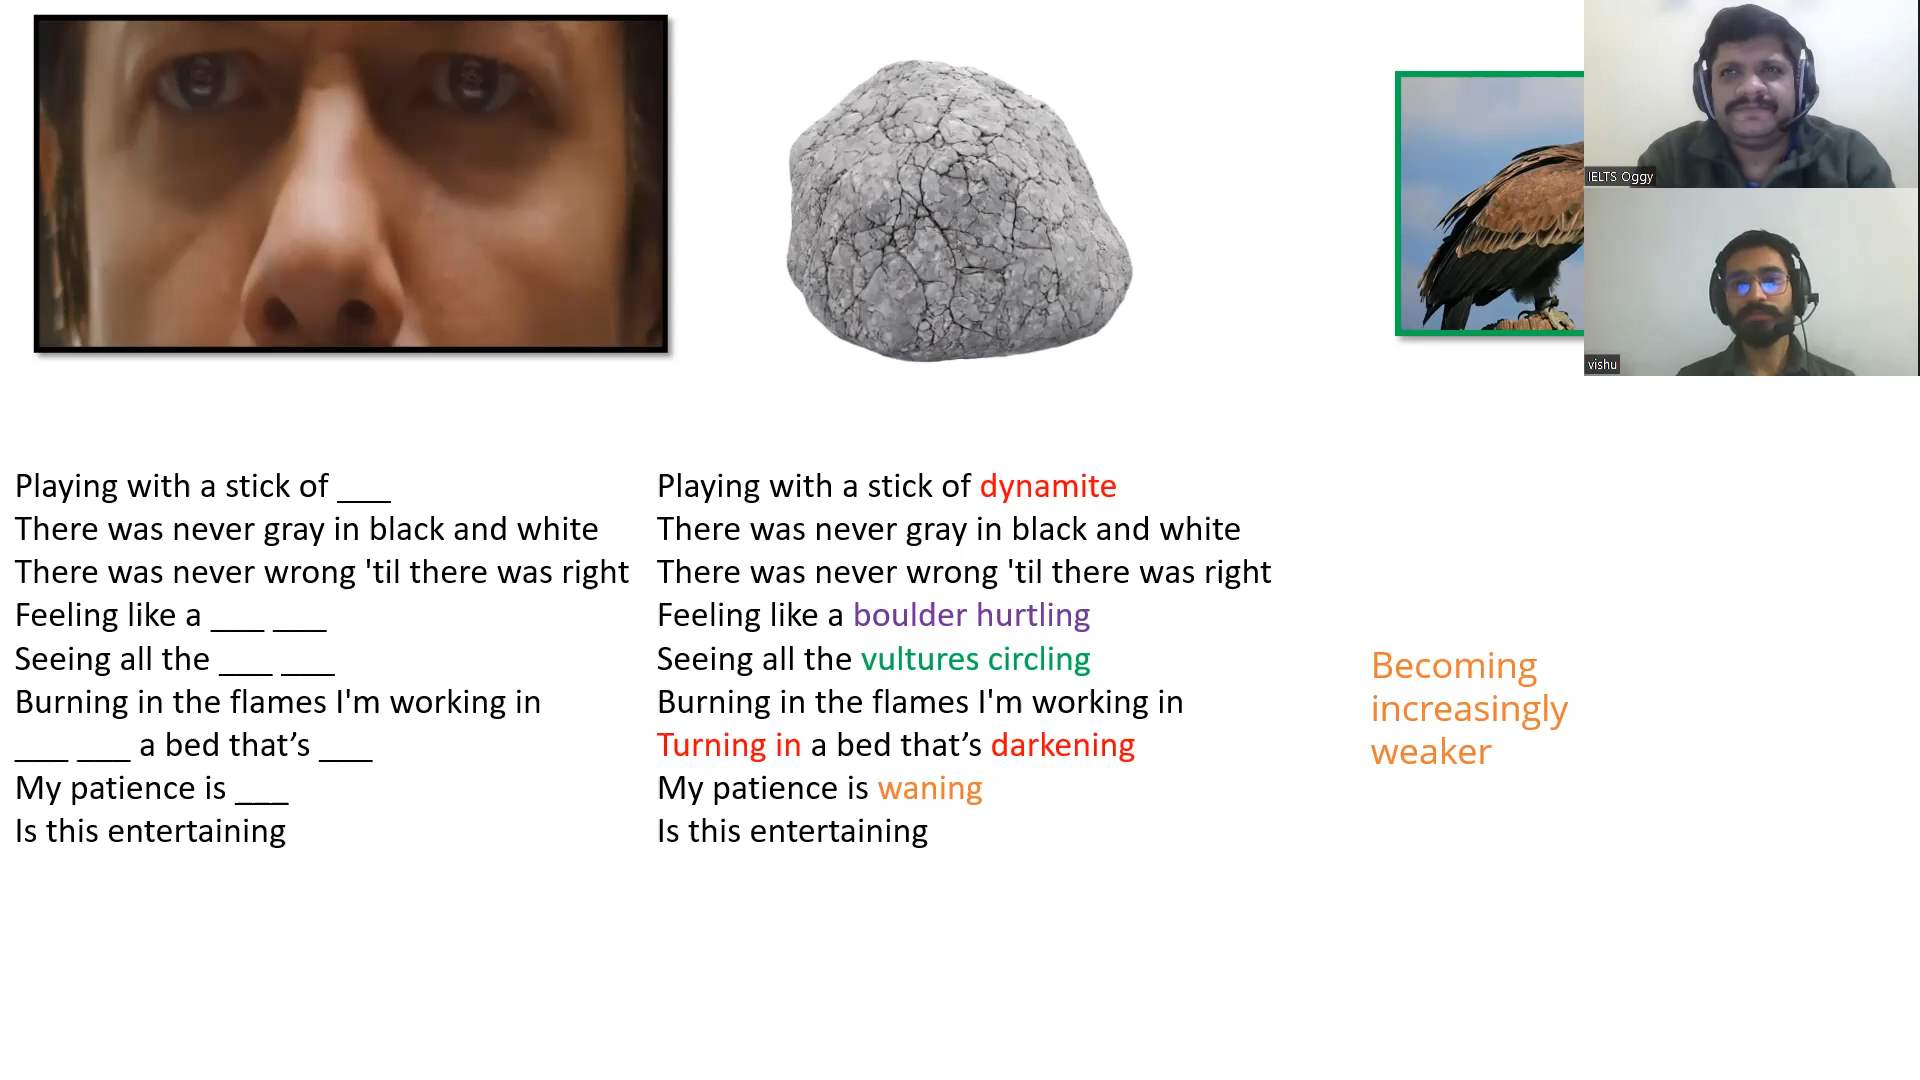 IELTS Oggy
vishu
Playing with a stick of ___
There was never gray in black and white
There was never wrong 'til there was right
Feeling like a ___ ___
Seeing all the ___ ___
Burning in the flames I'm working in
___ ___ a bed that’s ___
My patience is ___
Is this entertaining
Playing with a stick of dynamite
There was never gray in black and white
There was never wrong 'til there was right
Feeling like a boulder hurtling
Seeing all the vultures circling
Burning in the flames I'm working in
Turning in a bed that’s darkening
My patience is waning
Is this entertaining
Becoming
increasingly
weaker